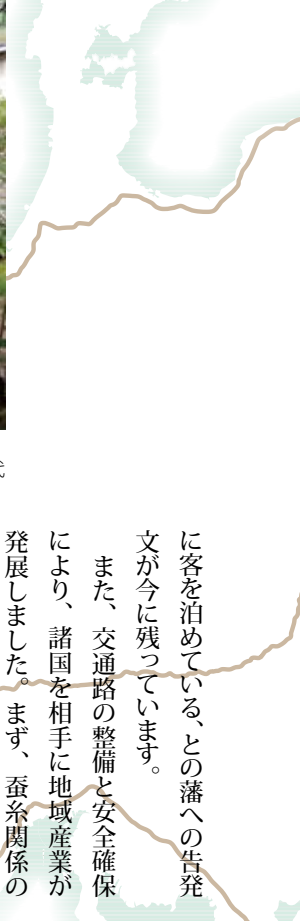 に客を泊めている、との藩への告発
文が今に残っています。
また、交通路の整備と安全確保
により、諸国を相手に地域産業が
発展しました。まず、蚕糸関係の